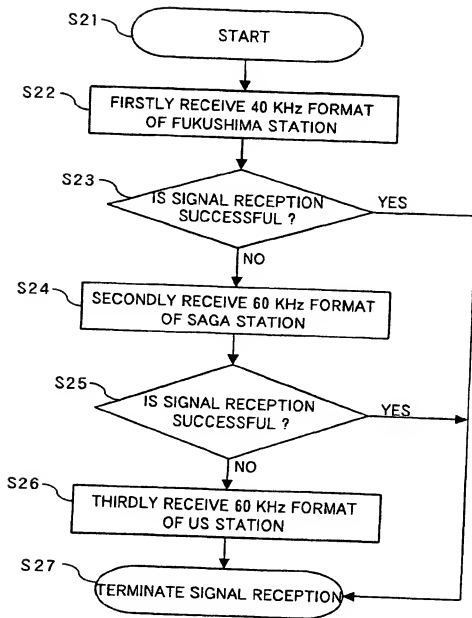 S21
START
S22
FIRSTLY RECEIVE 40 KHz FORMAT
OF FUKUSHIMA STATION
S23
IS SIGNAL RECEPTION
SUCCESSFUL ?
YES
NO
S24
SECONDLY RECEIVE 60 KHz FORMAT
OF SAGA STATION
S25
IS SIGNAL RECEPTION
SUCCESSFUL ?
YES
NO
S26
THIRDLY RECEIVE 60 KHz FORMAT
OF US STATION
S27
TERMINATE SIGNAL RECEPTION